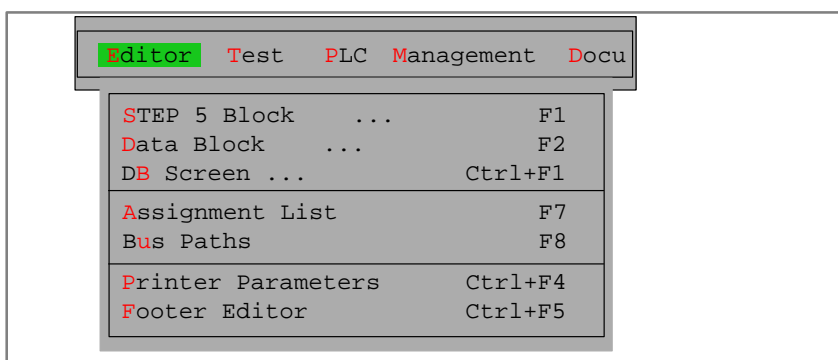 Editor Test PLC Management Docu
STEP 5 Block ... F1
Data Block ... F2
DB Screen ... Ctrl+F1
Assignment List F7
Bus Paths F8
Printer Parameters Ctrl+F4
Footer Editor Ctrl+F5